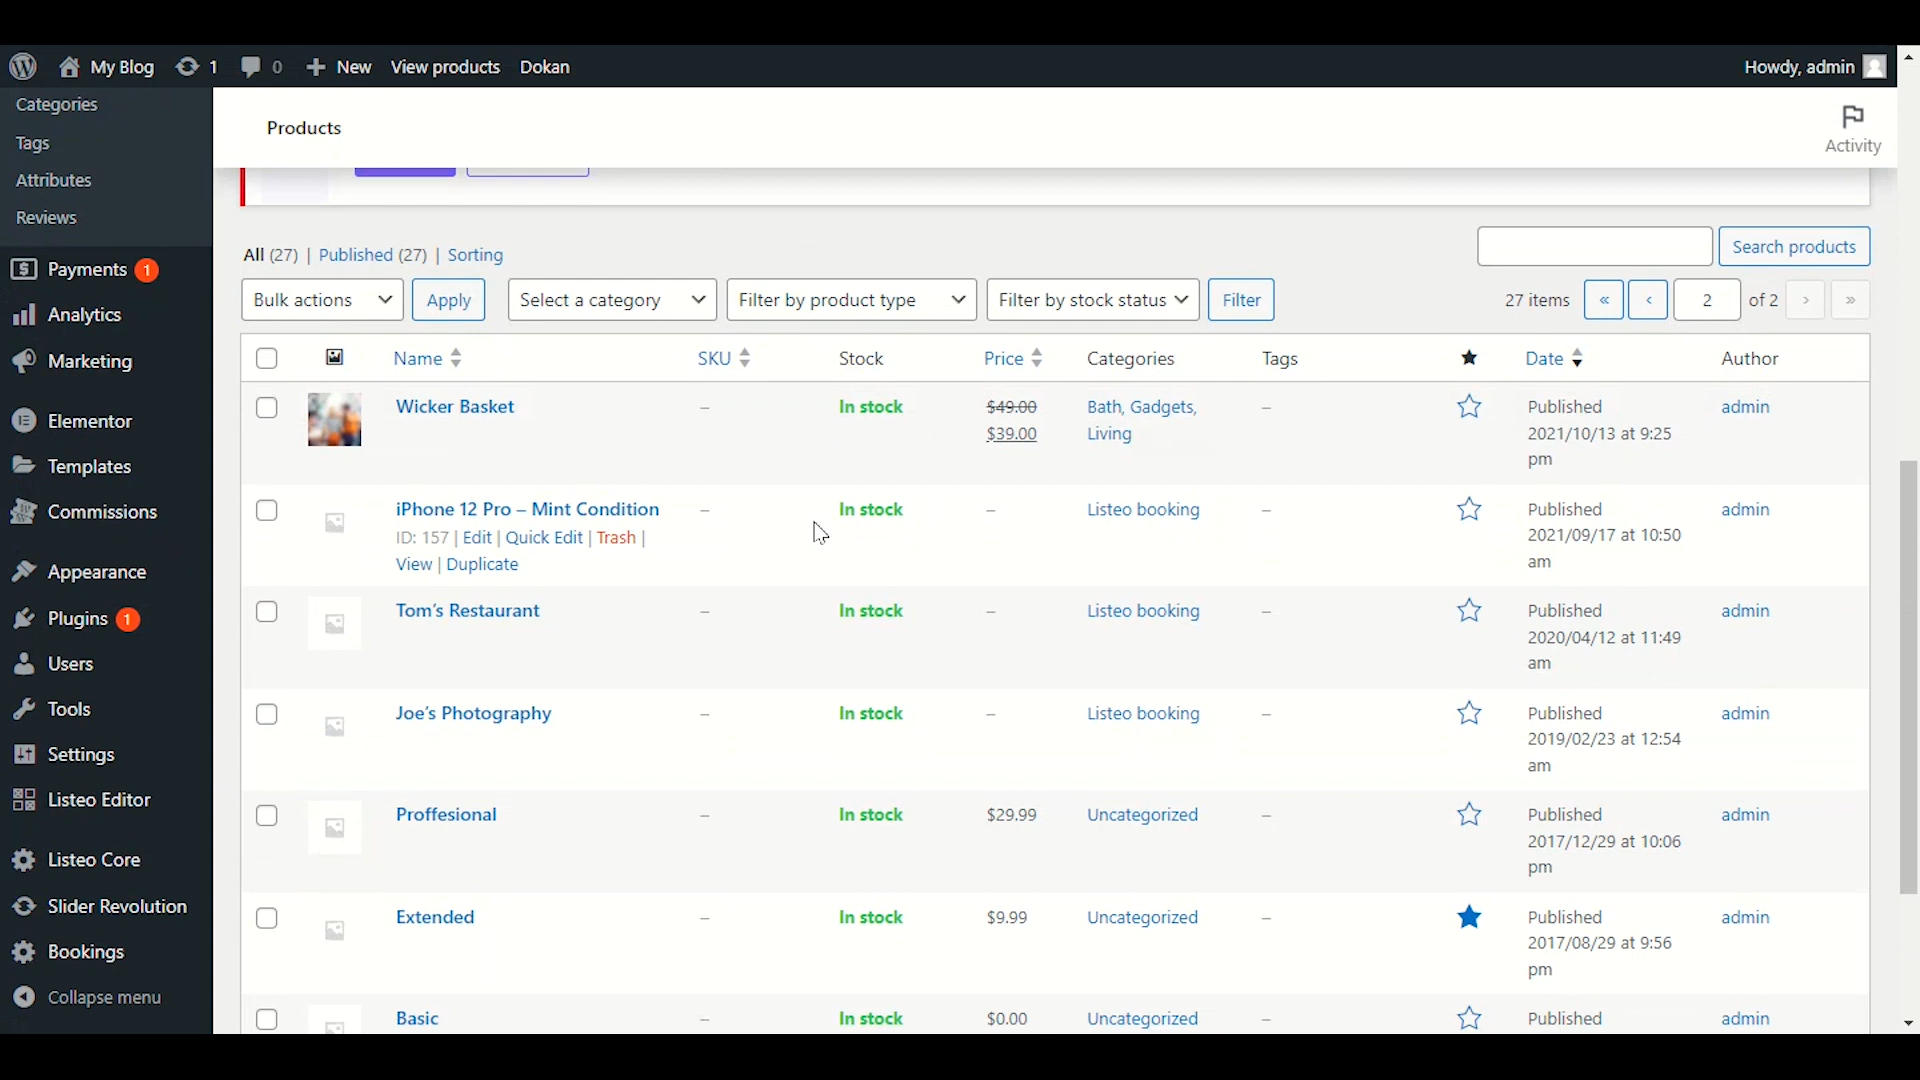 My Blog 1 0 New View products Dokan Howdy, admin
Categories
Tags
Attributes
Reviews
Payments 1
Analytics
Marketing
Elementor
Templates
Commissions
Appearance
Plugins 1
Users
Tools
Settings
Listeo Editor
Listeo Core
Slider Revolution
Bookings
Collapse menu
Products
Activity
All (27) | Published (27) | Sorting
Search products
Bulk actions Apply Select a category Filter by product type Filter by stock status Filter 27 items « ‹ 2 of 2 › »
Name SKU Stock Price Categories Tags Date Author
Wicker Basket – In stock $49.00 Bath, Gadgets, – Published admin
$39.00 Living 2021/10/13 at 9:25
pm
iPhone 12 Pro – Mint Condition – In stock – Listeo booking – Published admin
ID: 157 | Edit | Quick Edit | Trash | 2021/09/17 at 10:50
View | Duplicate am
Tom's Restaurant – In stock – Listeo booking – Published admin
2020/04/12 at 11:49
am
Joe's Photography – In stock – Listeo booking – Published admin
2019/02/23 at 12:54
am
Proffesional – In stock $29.99 Uncategorized – Published admin
2017/12/29 at 10:06
pm
Extended – In stock $9.99 Uncategorized – Published admin
2017/08/29 at 9:56
pm
Basic – In stock $0.00 Uncategorized – Published admin